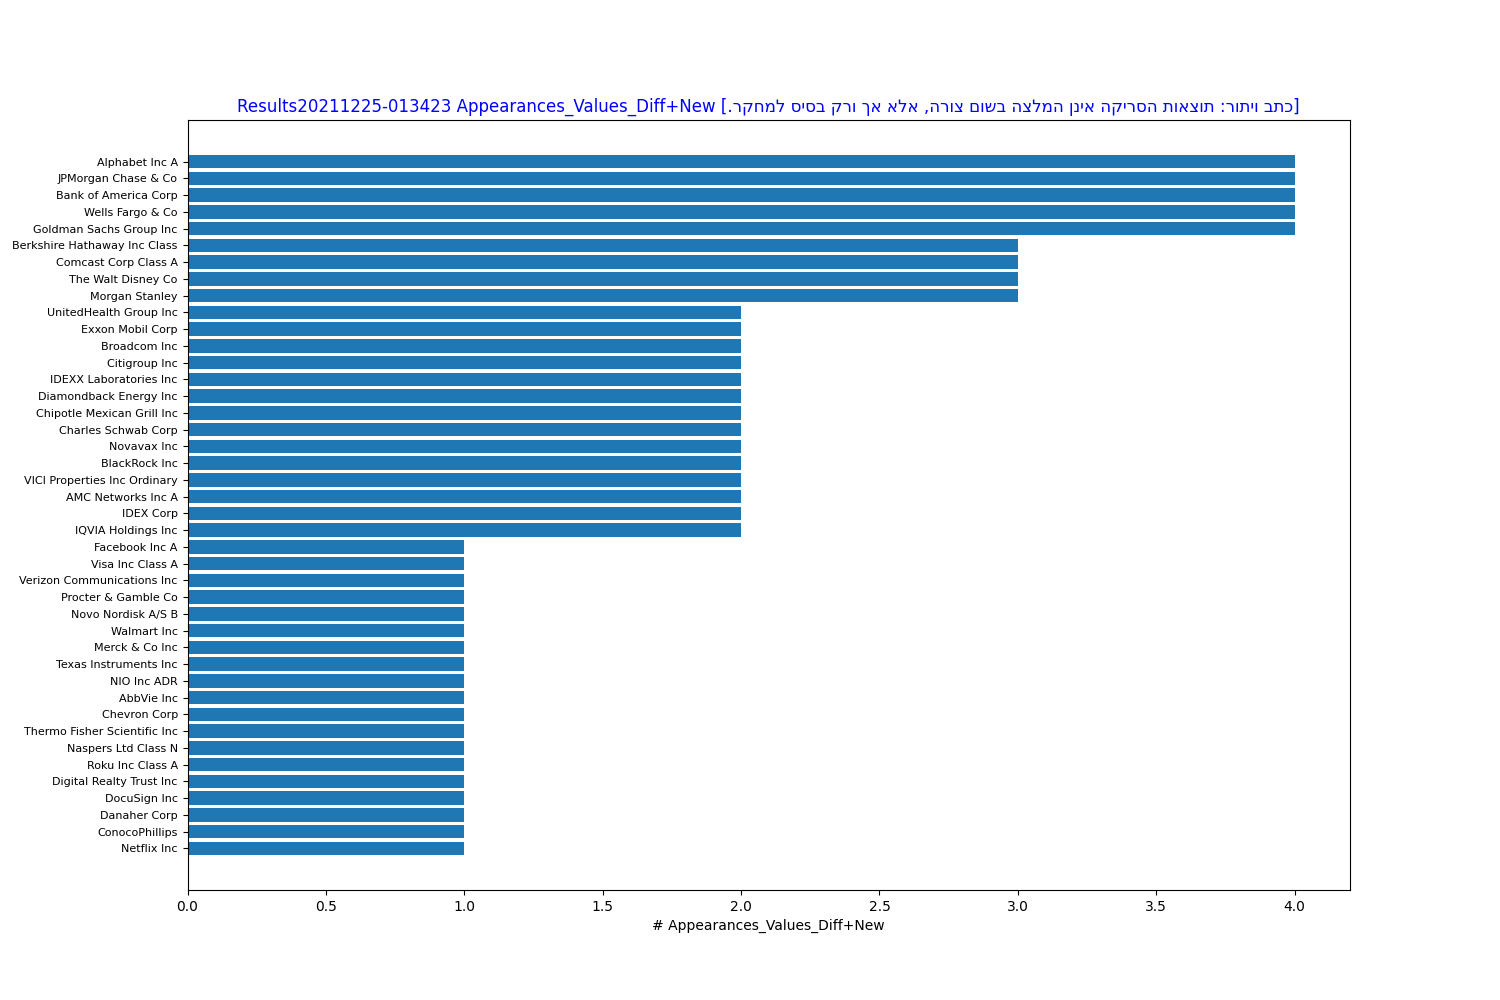 Results20211225-013423 Appearances_Values_Diff+New [כתב ויתור: תוצאות הסריקה אינן המלצה בשום צורה, אלא אך ורק בסיס למחקר.]
Alphabet Inc A
JPMorgan Chase & Co
Bank of America Corp
Wells Fargo & Co
Goldman Sachs Group Inc
Berkshire Hathaway Inc Class
Comcast Corp Class A
The Walt Disney Co
Morgan Stanley
UnitedHealth Group Inc
Exxon Mobil Corp
Broadcom Inc
Citigroup Inc
IDEXX Laboratories Inc
Diamondback Energy Inc
Chipotle Mexican Grill Inc
Charles Schwab Corp
Novavax Inc
BlackRock Inc
VICI Properties Inc Ordinary
AMC Networks Inc A
IDEX Corp
IQVIA Holdings Inc
Facebook Inc A
Visa Inc Class A
Verizon Communications Inc
Procter & Gamble Co
Novo Nordisk A/S B
Walmart Inc
Merck & Co Inc
Texas Instruments Inc
NIO Inc ADR
AbbVie Inc
Chevron Corp
Thermo Fisher Scientific Inc
Naspers Ltd Class N
Roku Inc Class A
Digital Realty Trust Inc
DocuSign Inc
Danaher Corp
ConocoPhillips
Netflix Inc
0.0 0.5 1.0 1.5 2.0 2.5 3.0 3.5 4.0
# Appearances_Values_Diff+New